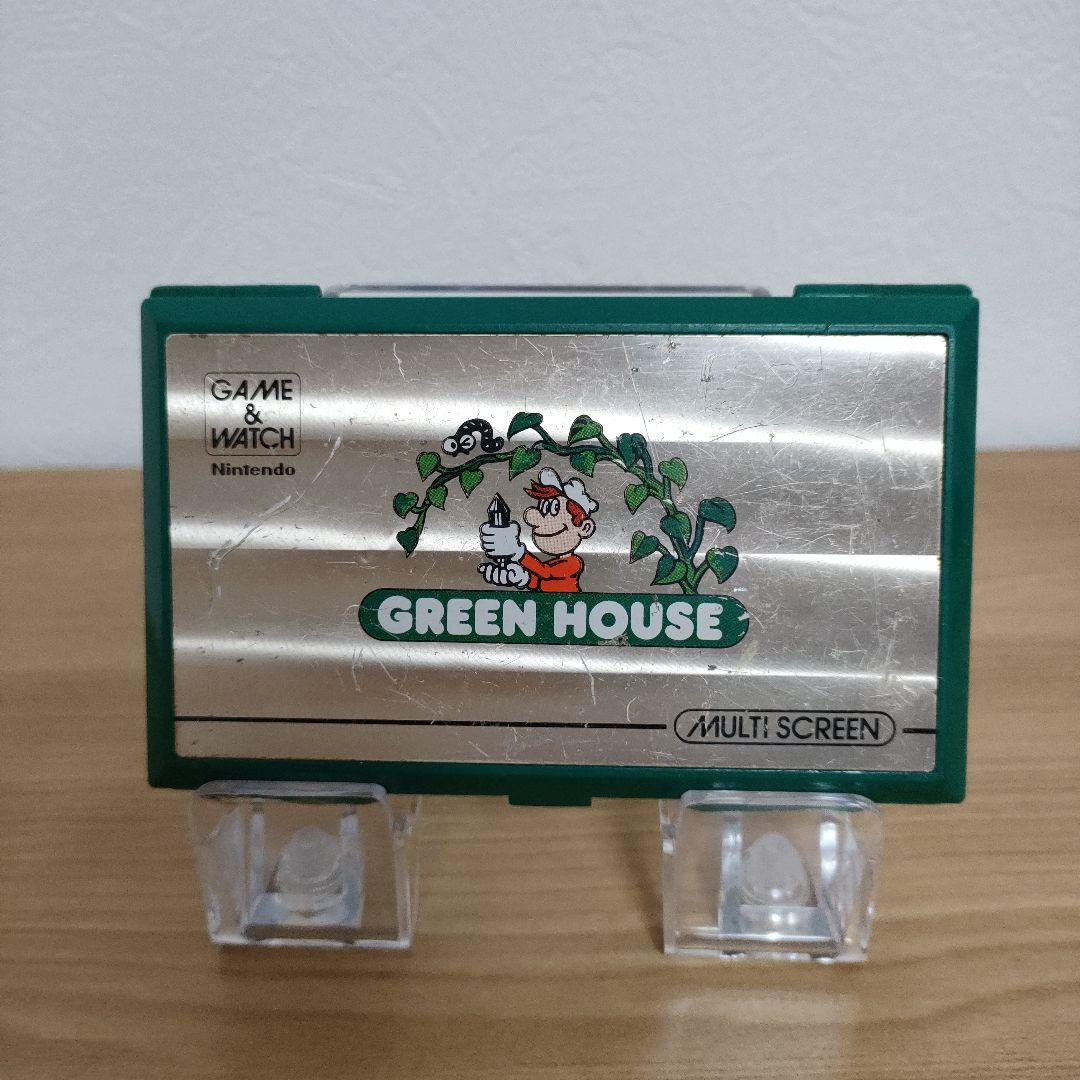 GAME
&
WATCH
Nintendo
GREEN HOUSE
MULTI SCREEN